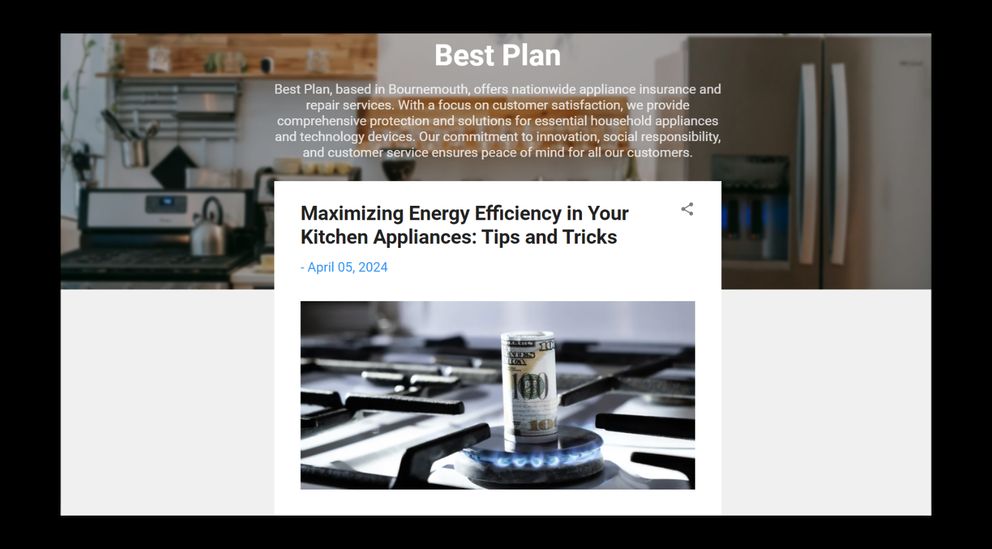 Best Plan
Best Plan, based in Bournemouth, offers nationwide appliance insurance and
repair services. With a focus on customer satisfaction, we provide
comprehensive protection and solutions for essential household appliances
and technology devices. Our commitment to innovation, social responsibility,
and customer service ensures peace of mind for all our customers.
Maximizing Energy Efficiency in Your
Kitchen Appliances: Tips and Tricks
- April 05, 2024
100